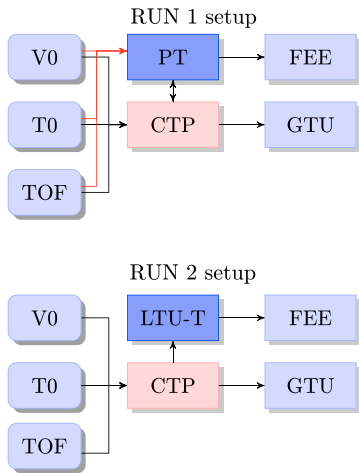 RUN 1 setup
V0
PT
FEE
T0
CTP
GTU
TOF
RUN 2 setup
V0
LTU-T
FEE
T0
CTP
GTU
TOF